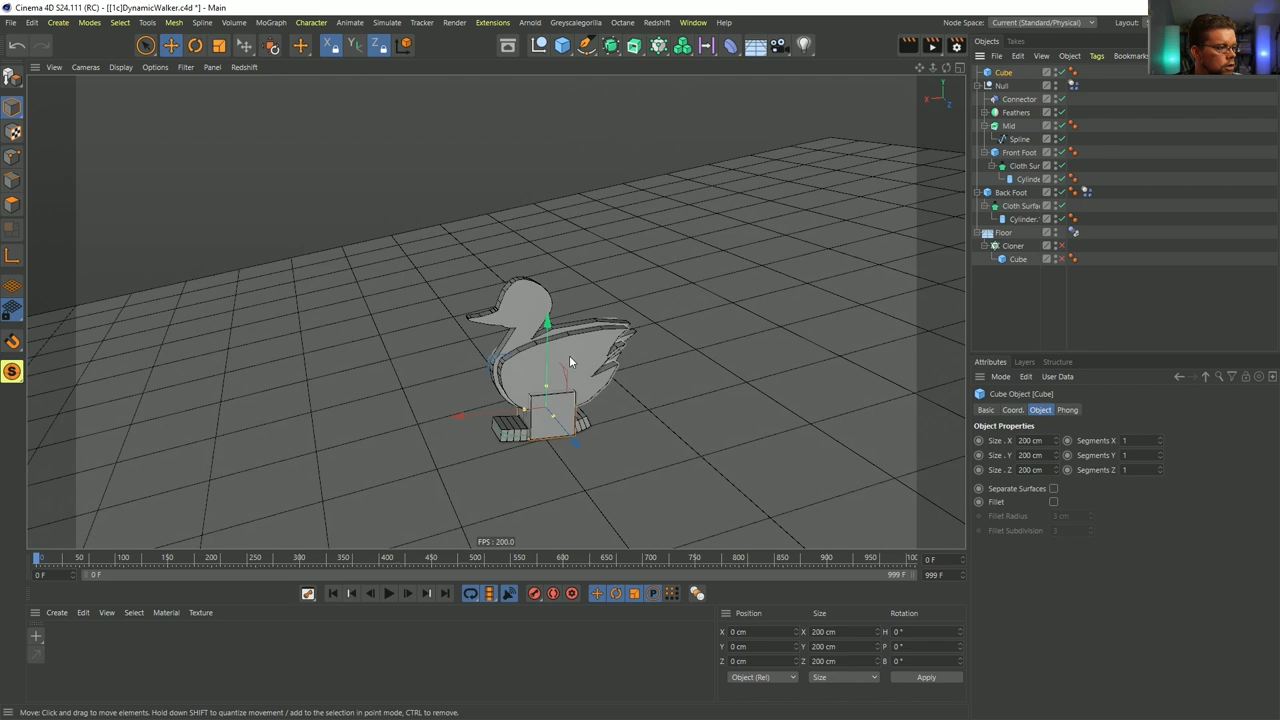 Cinema 4D S24.111 - [[1c]DynamicWalker.c4d *] - Main
Create Modes Select Tools Mesh Spline Volume MoGraph Character Animate Simulate Tracker Render Extensions Arnold Greyscalegorilla Octane Redshift Window Help
Node Space: Current (Standard/Physical) Layout:
Objects Takes
File Edit View Object Tags Bookmarks
View Cameras Display Options Filter Panel Redshift
Cube
Null
Connector
Feathers
Mid
Spline
Front Foot
Cloth Sur
Cylinde
Back Foot
Cloth Surfa
Cylinder.
Floor
Cloner
Cube
Y
X
Z
S
Attributes Layers Structure
Mode Edit User Data
Cube Object [Cube]
Basic Coord. Object Phong
Object Properties
Size . X 200 cm Segments X 1
Size . Y 200 cm Segments Y 1
Size . Z 200 cm Segments Z 1
Separate Surfaces
Fillet
Fillet Radius 3 cm
Fillet Subdivision 3
FPS : 200.0
0 50 100 150 200 250 300 350 400 450 500 550 600 650 700 750 800 850 900 950 100 0 F
0 F 0 F 999 F 999 F
Create Edit View Select Material Texture
Position Size Rotation
X 0 cm X 200 cm H 0 °
Y 0 cm Y 200 cm P 0 °
Z 0 cm Z 200 cm B 0 °
Object (Rel) Size Apply
Move: Click and drag to move elements. Hold down SHIFT to quantize movement / add to the selection in point mode, CTRL to remove.